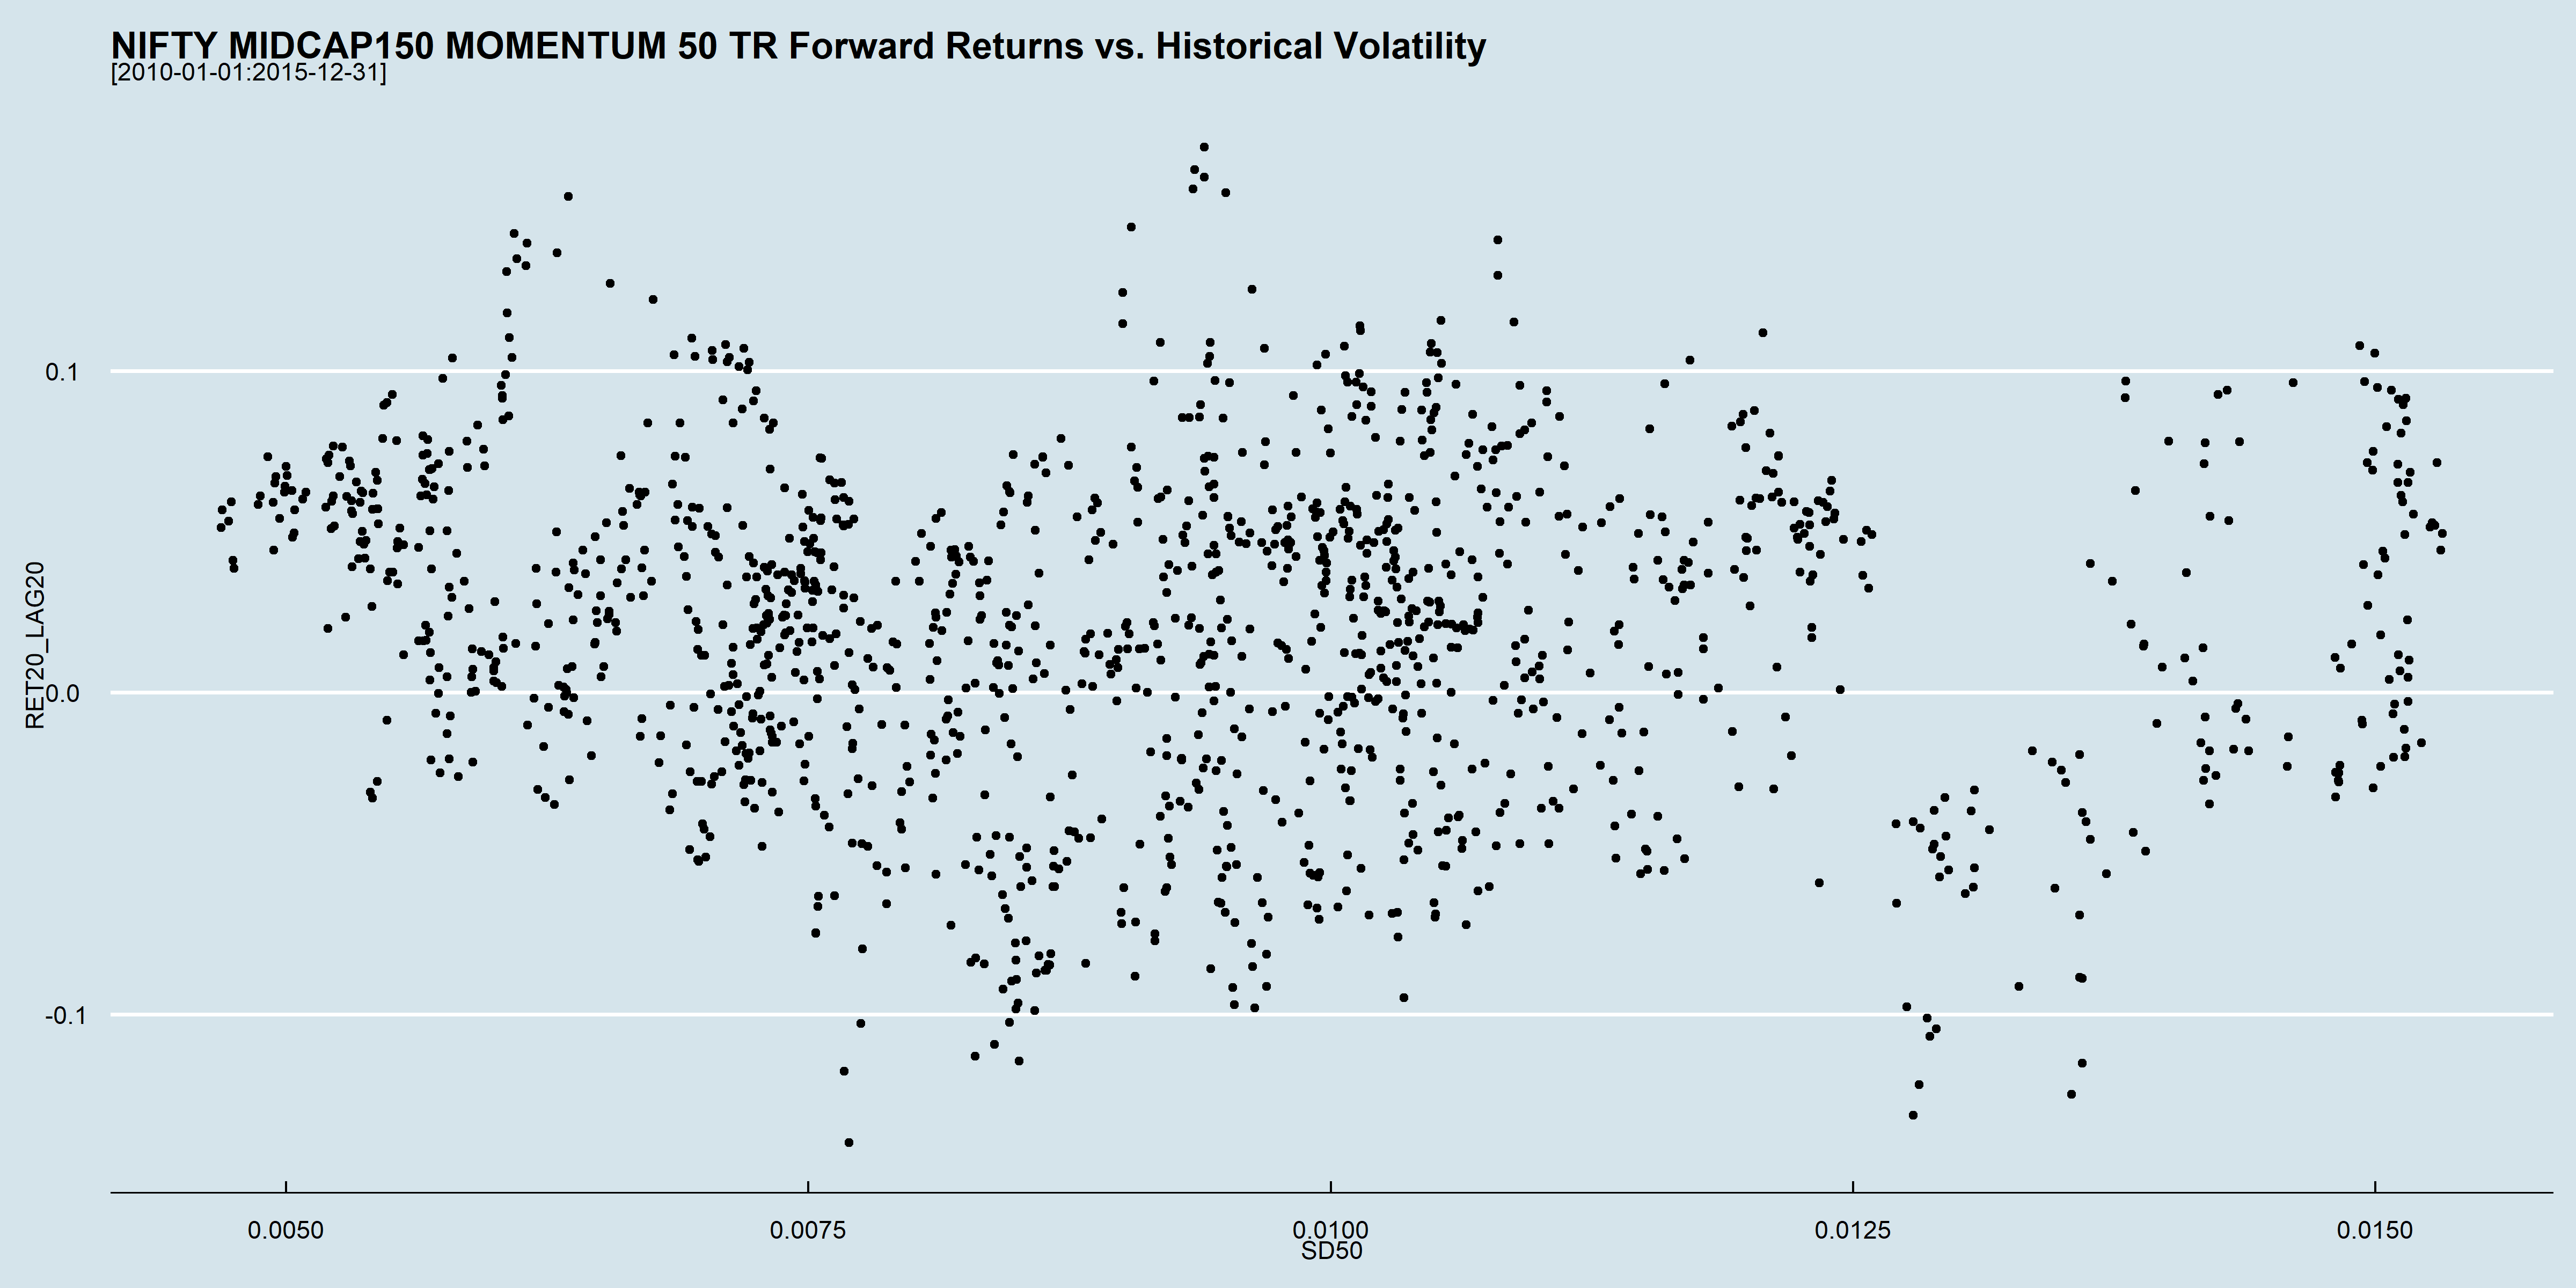 NIFTY MIDCAP150 MOMENTUM 50 TR Forward Returns vs. Historical Volatility
[2010-01-01:2015-12-31]
RET20_LAG20
0.1
0.0
-0.1
0.0050 0.0075 0.0100 0.0125 0.0150
SD50